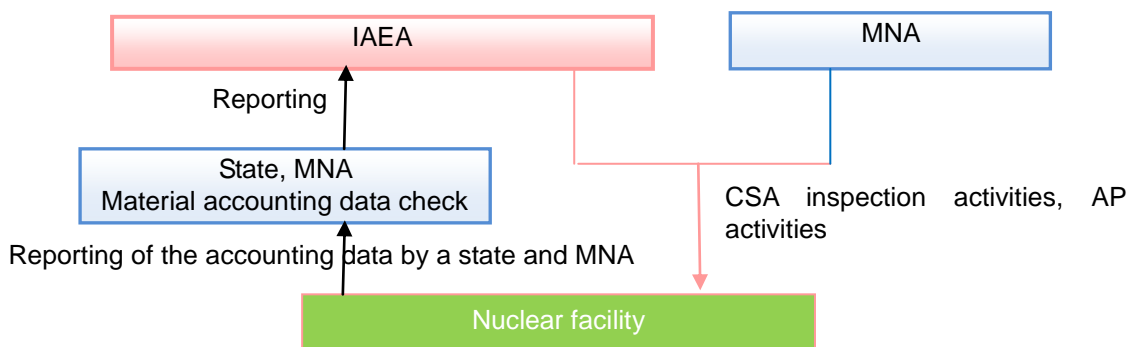 IAEA
MNA
Reporting
State, MNA
Material accounting data check
CSA inspection activities, AP
activities
Reporting of the accounting data by a state and MNA
Nuclear facility